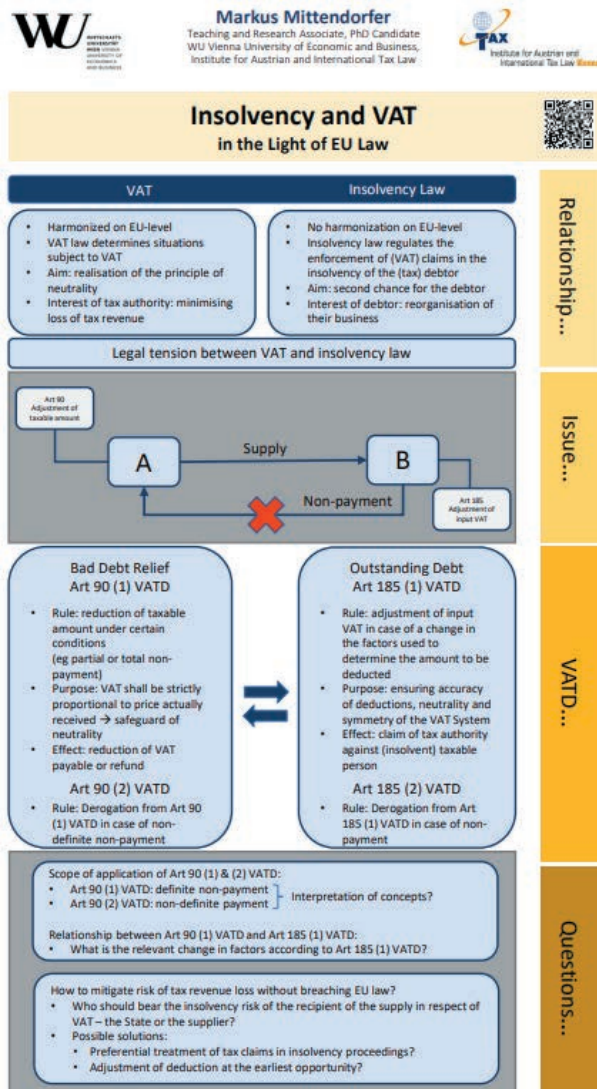 WU
WIRTSCHAFTS
UNIVERSITÄT
WIEN VIENNA
UNIVERSITY OF
ECONOMICS
AND BUSINESS
Markus Mittendorfer
Teaching and Research Associate, PhD Candidate
WU Vienna University of Economic and Business,
Institute for Austrian and International Tax Law
TAX
Institute for Austrian and
International Tax Law
Insolvency and VAT
in the Light of EU Law
VAT
• Harmonized on EU-level
• VAT law determines situations
subject to VAT
• Aim: realisation of the principle of
neutrality
• Interest of tax authority: minimising
loss of tax revenue
Insolvency Law
• No harmonization on EU-level
• Insolvency law regulates the
enforcement of (VAT) claims in the
insolvency of the (tax) debtor
• Aim: second chance for the debtor
• Interest of debtor: reorganisation of
their business
Legal tension between VAT and insolvency law
Relationship...
Art 90
Adjustment of
taxable amount
A
Supply
B
Non-payment
Art 185
Adjustment of
input VAT
Issue...
Bad Debt Relief
Art 90 (1) VATD
• Rule: reduction of taxable
amount under certain
conditions
(eg partial or total non-
payment)
• Purpose: VAT shall be strictly
proportional to price actually
received → safeguard of
neutrality
• Effect: reduction of VAT
payable or refund
Art 90 (2) VATD
• Rule: Derogation from Art 90
(1) VATD in case of non-
definite non-payment
Outstanding Debt
Art 185 (1) VATD
• Rule: adjustment of input
VAT in case of a change in
the factors used to
determine the amount to be
deducted
• Purpose: ensuring accuracy
of deductions, neutrality and
symmetry of the VAT System
• Effect: claim of tax authority
against (insolvent) taxable
person
Art 185 (2) VATD
• Rule: Derogation from Art
185 (1) VATD in case of non-
payment
VATD...
Scope of application of Art 90 (1) & (2) VATD:
• Art 90 (1) VATD: definite non-payment
• Art 90 (2) VATD: non-definite payment
Interpretation of concepts?
Relationship between Art 90 (1) VATD and Art 185 (1) VATD:
• What is the relevant change in factors according to Art 185 (1) VATD?
How to mitigate risk of tax revenue loss without breaching EU law?
• Who should bear the insolvency risk of the recipient of the supply in respect of
VAT – the State or the supplier?
• Possible solutions:
• Preferential treatment of tax claims in insolvency proceedings?
• Adjustment of deduction at the earliest opportunity?
Questions...